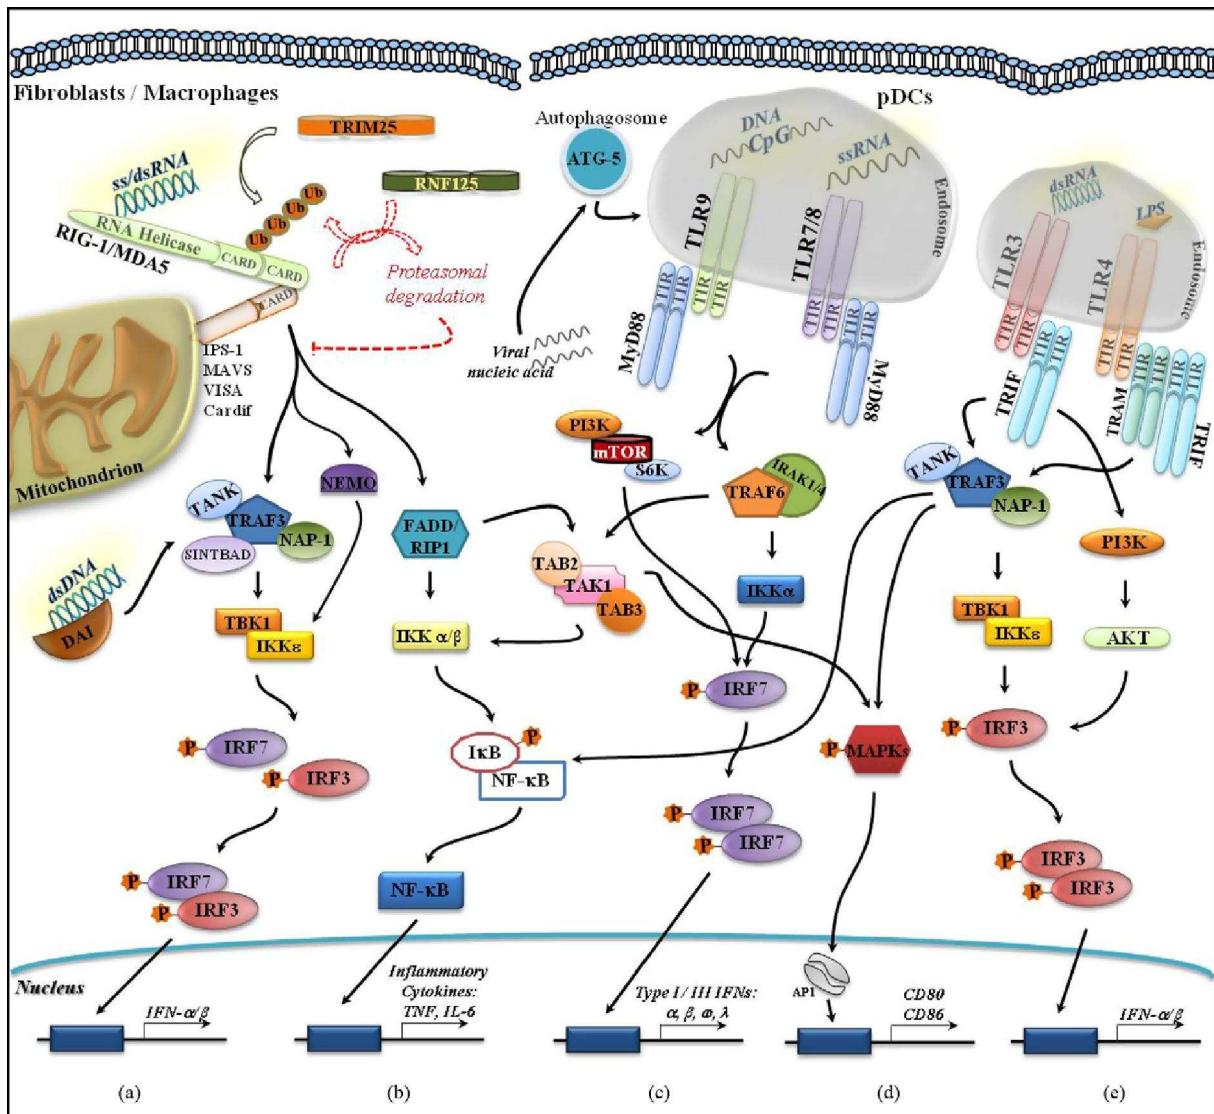 Fibroblasts / Macrophages
pDCs
TRIM25
RNF125
ss/dsRNA
Ub
Ub
Ub
Ub
RNA Helicase
CARD
CARD
RIG-1/MDA5
CARD
Proteasomal
degradation
IPS-1
MAVS
VISA
Cardif
Mitochondrion
Autophagosome
ATG-5
Viral
nucleic acid
DNA
CpG
ssRNA
Endosome
TLR9
TLR7/8
TIR
TIR
TIR
TIR
TIR
TIR
TIR
TIR
MyD88
MyD88
dsRNA
LPS
Endosome
TLR3
TLR4
TIR
TIR
TIR
TIR
TIR
TIR
TIR
TIR
TIR
TIR
TRIF
TRAM
TRIF
TANK
TRAF3
NAP-1
SINTBAD
NEMO
dsDNA
DAI
TBK1
IKKε
IRF7
P
IRF3
P
IRF7
P
IRF3
P
FADD/
RIP1
IKK α/β
TAB2
TAK1
TAB3
IκB
P
NF-κB
NF-κB
PI3K
mTOR
S6K
IRAK1/4
TRAF6
IKKα
P
IRF7
P
IRF7
P
IRF7
P
MAPKs
TANK
TRAF3
NAP-1
PI3K
TBK1
IKKε
AKT
P
IRF3
P
IRF3
P
IRF3
Nucleus
IFN-α/β
Inflammatory
Cytokines:
TNF, IL-6
Type I / III IFNs:
α, β, ω, λ
AP1
CD80
CD86
IFN-α/β
(a)
(b)
(c)
(d)
(e)